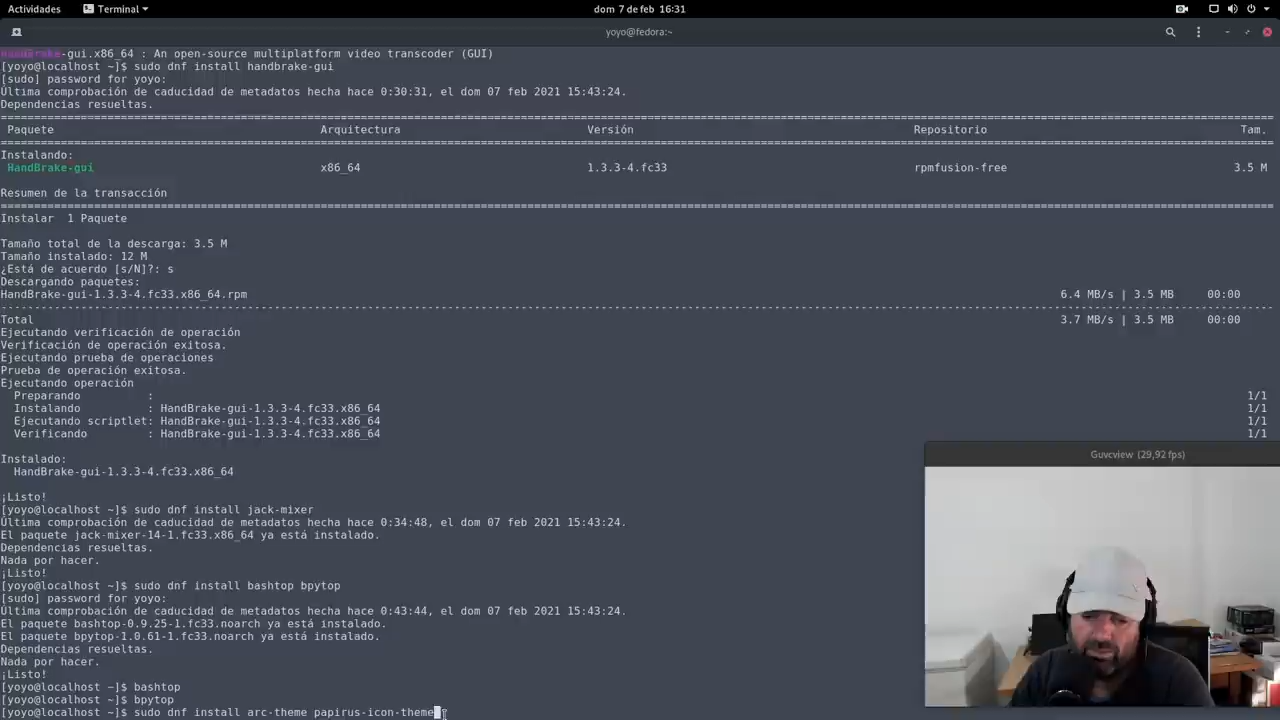 Actividades Terminal dom 7 de feb 16:31
yoyo@fedora:~
handbrake-gui.x86_64 : An open-source multiplatform video transcoder (GUI)
[yoyo@localhost ~]$ sudo dnf install handbrake-gui
[sudo] password for yoyo:
Última comprobación de caducidad de metadatos hecha hace 0:30:31, el dom 07 feb 2021 15:43:24.
Dependencias resueltas.
Paquete Arquitectura Versión Repositorio Tam.
Instalando:
HandBrake-gui x86_64 1.3.3-4.fc33 rpmfusion-free 3.5 M
Resumen de la transacción
Instalar 1 Paquete
Tamaño total de la descarga: 3.5 M
Tamaño instalado: 12 M
¿Está de acuerdo [s/N]?: s
Descargando paquetes:
HandBrake-gui-1.3.3-4.fc33.x86_64.rpm 6.4 MB/s | 3.5 MB 00:00
Total 3.7 MB/s | 3.5 MB 00:00
Ejecutando verificación de operación
Verificación de operación exitosa.
Ejecutando prueba de operaciones
Prueba de operación exitosa.
Ejecutando operación
Preparando : 1/1
Instalando : HandBrake-gui-1.3.3-4.fc33.x86_64 1/1
Ejecutando scriptlet: HandBrake-gui-1.3.3-4.fc33.x86_64 1/1
Verificando : HandBrake-gui-1.3.3-4.fc33.x86_64 1/1
Guvcview (29,92 fps)
Instalado:
HandBrake-gui-1.3.3-4.fc33.x86_64
¡Listo!
[yoyo@localhost ~]$ sudo dnf install jack-mixer
Última comprobación de caducidad de metadatos hecha hace 0:34:48, el dom 07 feb 2021 15:43:24.
El paquete jack-mixer-14-1.fc33.x86_64 ya está instalado.
Dependencias resueltas.
Nada por hacer.
¡Listo!
[yoyo@localhost ~]$ sudo dnf install bashtop bpytop
[sudo] password for yoyo:
Última comprobación de caducidad de metadatos hecha hace 0:43:44, el dom 07 feb 2021 15:43:24.
El paquete bashtop-0.9.25-1.fc33.noarch ya está instalado.
El paquete bpytop-1.0.61-1.fc33.noarch ya está instalado.
Dependencias resueltas.
Nada por hacer.
¡Listo!
[yoyo@localhost ~]$ bashtop
[yoyo@localhost ~]$ bpytop
[yoyo@localhost ~]$ sudo dnf install arc-theme papirus-icon-theme